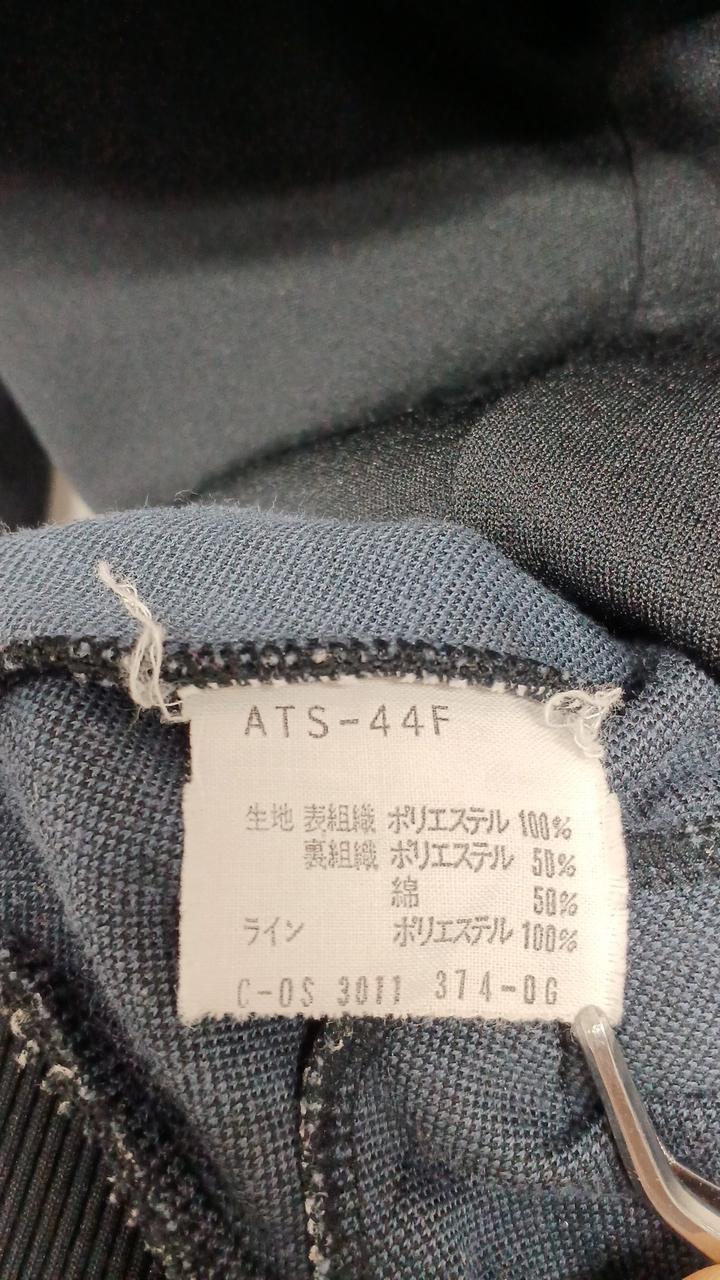 ATS-44F
生地 表組織 ポリエステル 100%
裏組織 ポリエステル 50%
綿 50%
ライン ポリエステル 100%
C-OS 3011 374-06